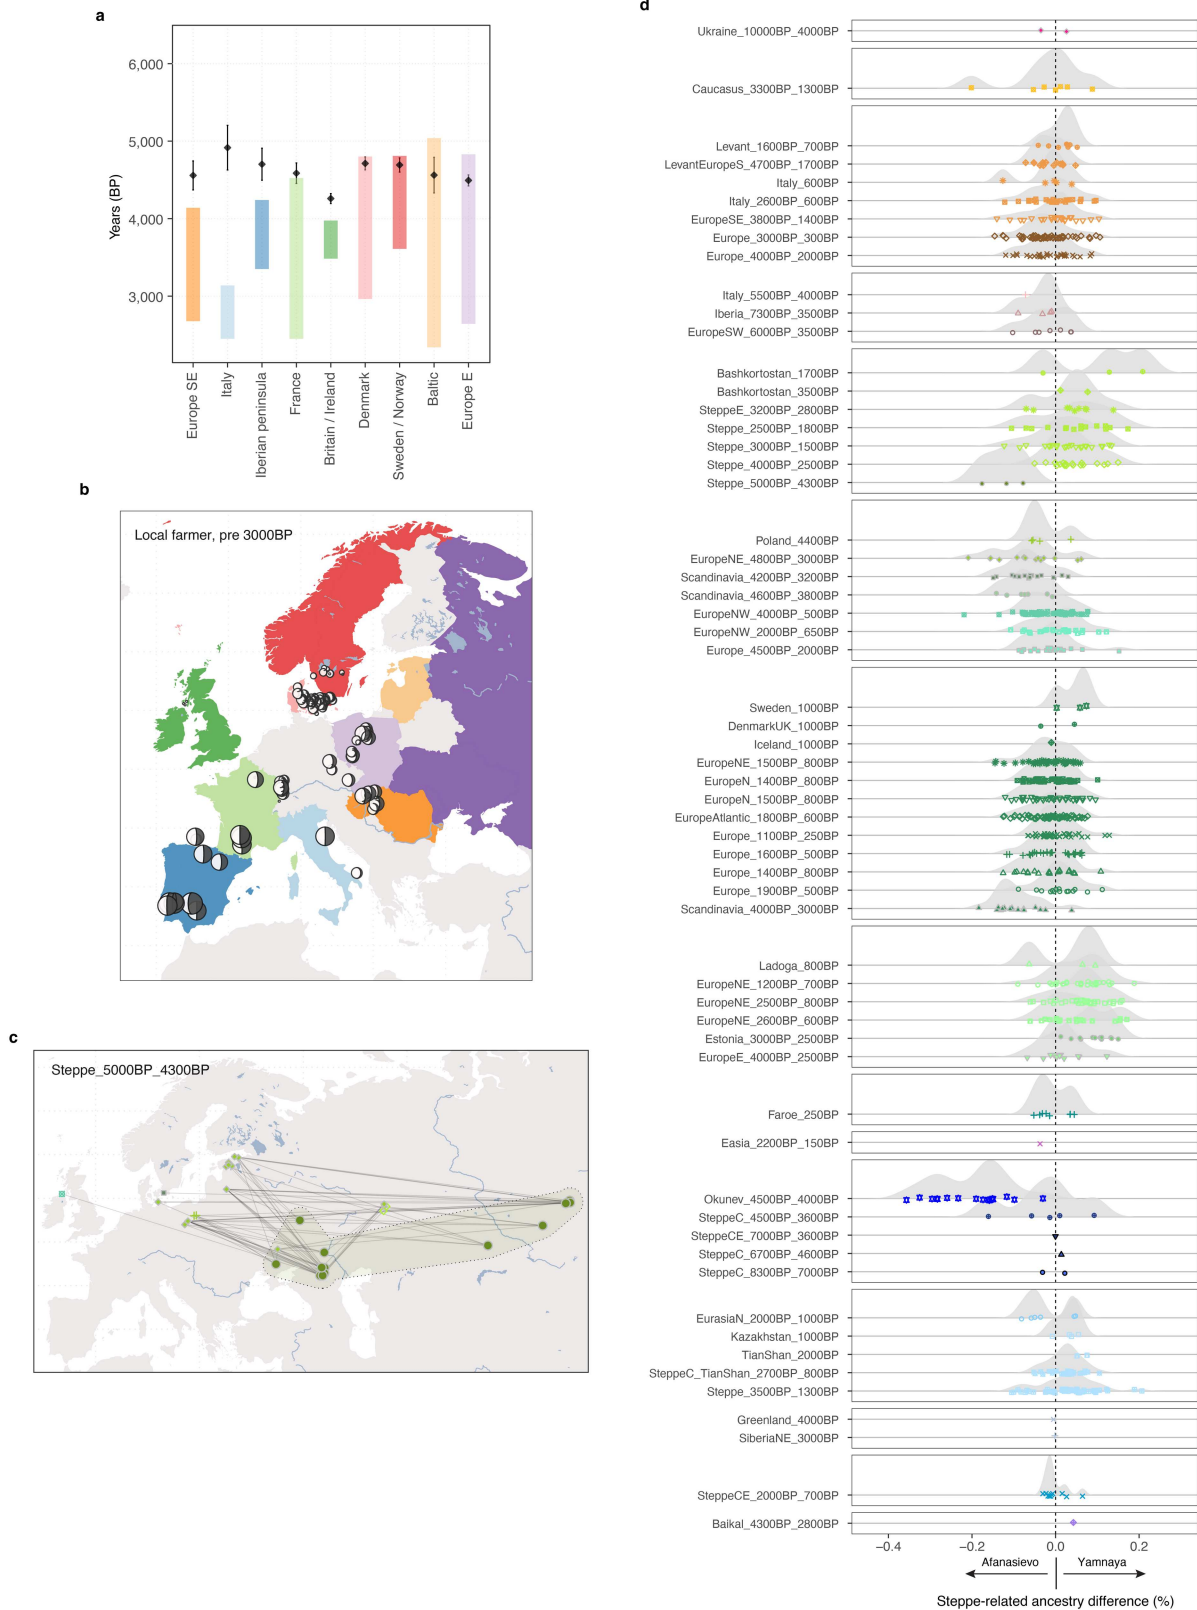 a
6,000
5,000
4,000
3,000
Years (BP)
Europe SE
Italy
Iberian peninsula
France
Britain / Ireland
Denmark
Sweden / Norway
Baltic
Europe E
b
Local farmer, pre 3000BP
c
Steppe_5000BP_4300BP
d
Ukraine_10000BP_4000BP
Caucasus_3300BP_1300BP
Levant_1600BP_700BP
LevantEuropeS_4700BP_1700BP
Italy_600BP
Italy_2600BP_600BP
EuropeSE_3800BP_1400BP
Europe_3000BP_300BP
Europe_4000BP_2000BP
Italy_5500BP_4000BP
Iberia_7300BP_3500BP
EuropeSW_6000BP_3500BP
Bashkortostan_1700BP
Bashkortostan_3500BP
SteppeE_3200BP_2800BP
Steppe_2500BP_1800BP
Steppe_3000BP_1500BP
Steppe_4000BP_2500BP
Steppe_5000BP_4300BP
Poland_4400BP
EuropeNE_4800BP_3000BP
Scandinavia_4200BP_3200BP
Scandinavia_4600BP_3800BP
EuropeNW_4000BP_500BP
EuropeNW_2000BP_650BP
Europe_4500BP_2000BP
Sweden_1000BP
DenmarkUK_1000BP
Iceland_1000BP
EuropeNE_1500BP_800BP
EuropeN_1400BP_800BP
EuropeN_1500BP_800BP
EuropeAtlantic_1800BP_600BP
Europe_1100BP_250BP
Europe_1600BP_500BP
Europe_1400BP_800BP
Europe_1900BP_500BP
Scandinavia_4000BP_3000BP
Ladoga_800BP
EuropeNE_1200BP_700BP
EuropeNE_2500BP_800BP
EuropeNE_2600BP_600BP
Estonia_3000BP_2500BP
EuropeE_4000BP_2500BP
Faroe_250BP
Easia_2200BP_150BP
Okunev_4500BP_4000BP
SteppeC_4500BP_3600BP
SteppeCE_7000BP_3600BP
SteppeC_6700BP_4600BP
SteppeC_8300BP_7000BP
EurasiaN_2000BP_1000BP
Kazakhstan_1000BP
TianShan_2000BP
SteppeC_TianShan_2700BP_800BP
Steppe_3500BP_1300BP
Greenland_4000BP
SiberiaNE_3000BP
SteppeCE_2000BP_700BP
Baikal_4300BP_2800BP
−0.4 −0.2 0.0 0.2
Afanasievo Yamnaya
Steppe-related ancestry difference (%)